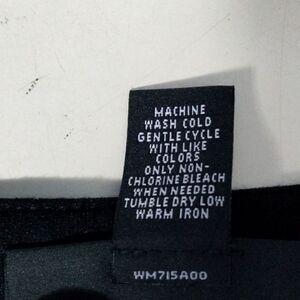 MACHINE
WASH COLD
GENTLE CYCLE
WITH LIKE
COLORS
ONLY NON-
CHLORINE BLEACH
WHEN NEEDED
TUMBLE DRY LOW
WARM IRON
WM715A00